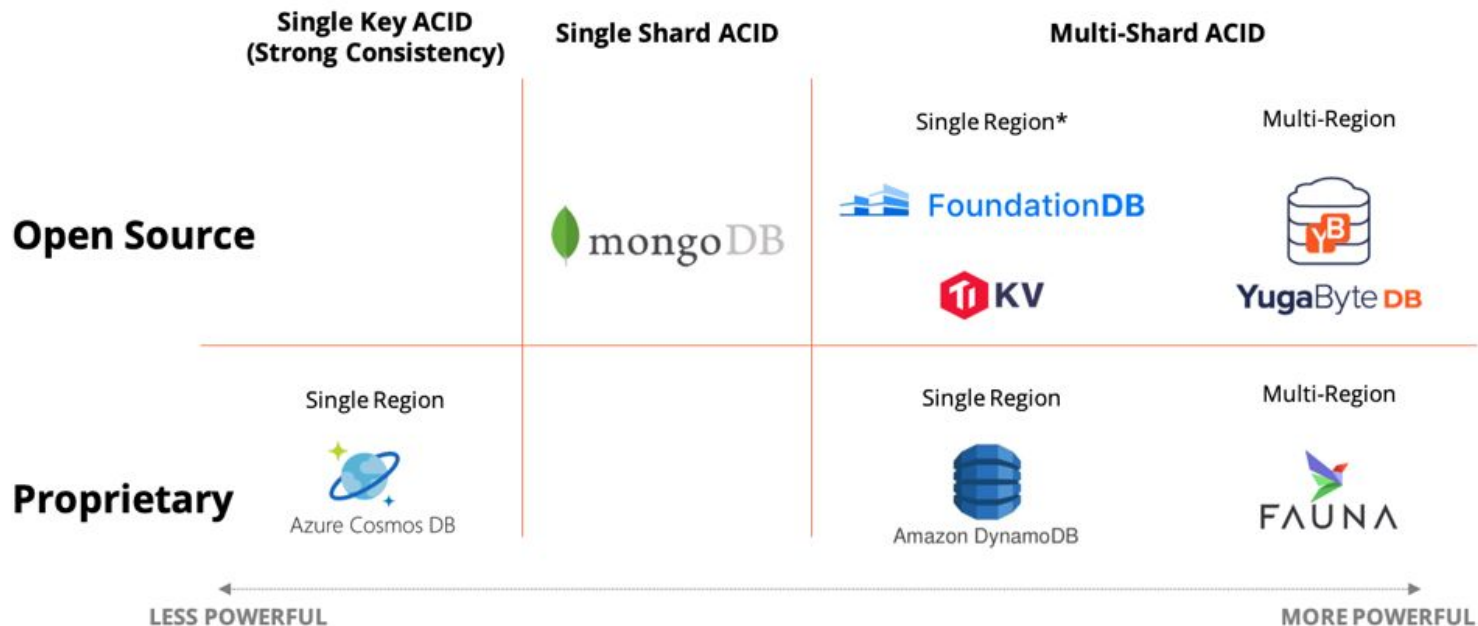 Single Key ACID
(Strong Consistency)
Single Shard ACID
Multi-Shard ACID
Single Region*
Multi-Region
Open Source
mongoDB
FoundationDB
Ti KV
YB
YugaByte DB
Single Region
Single Region
Multi-Region
Proprietary
Azure Cosmos DB
Amazon DynamoDB
FAUNA
LESS POWERFUL
MORE POWERFUL